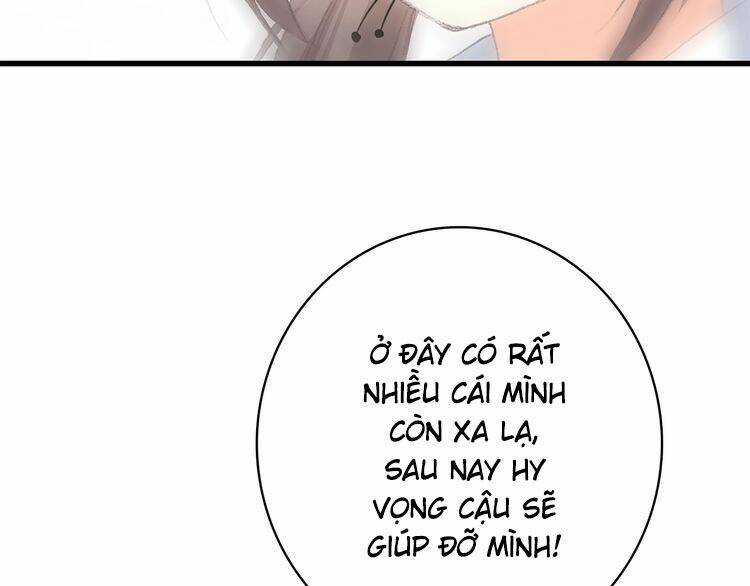 Ở ĐÂY CÓ RẤT
NHIỀU CÁI MÌNH
CÒN XA LẠ,
SAU NAY HY
VỌNG CẬU SẼ
GIÚP ĐỠ MÌNH!